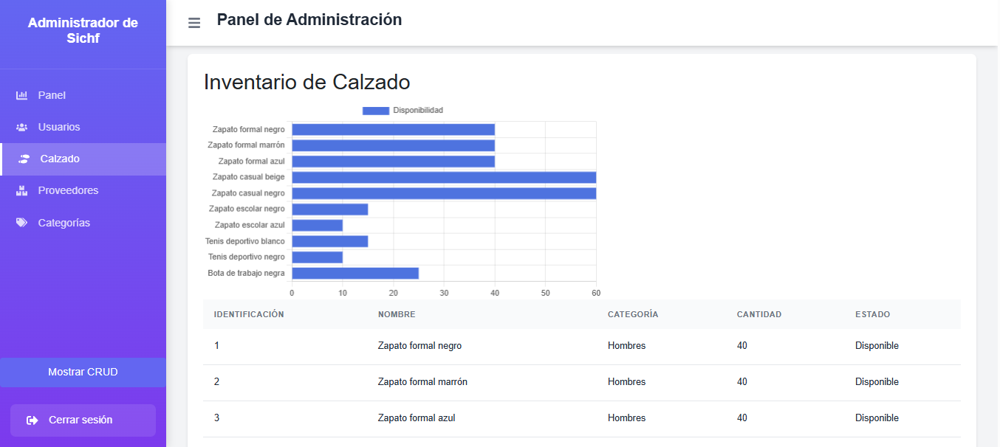 Administrador de
Sichf
Panel
Usuarios
Calzado
Proveedores
Categorías
Mostrar CRUD
Cerrar sesión
Panel de Administración
Inventario de Calzado
Disponibilidad
Zapato formal negro
Zapato formal marrón
Zapato formal azul
Zapato casual beige
Zapato casual negro
Zapato escolar negro
Zapato escolar azul
Tenis deportivo blanco
Tenis deportivo negro
Bota de trabajo negra
0 10 20 30 40 50 60
IDENTIFICACIÓN NOMBRE CATEGORÍA CANTIDAD ESTADO
1 Zapato formal negro Hombres 40 Disponible
2 Zapato formal marrón Hombres 40 Disponible
3 Zapato formal azul Hombres 40 Disponible